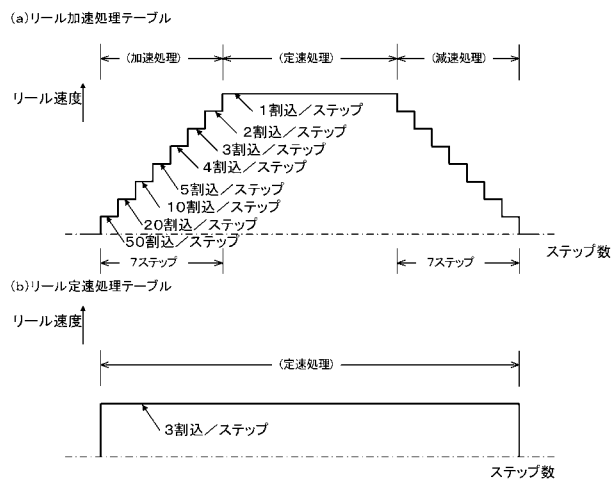 (a)リール加速処理テーブル
(加速処理)
(定速処理)
(減速処理)
リール速度
1割込/ステップ
2割込/ステップ
3割込/ステップ
4割込/ステップ
5割込/ステップ
10割込/ステップ
20割込/ステップ
50割込/ステップ
ステップ数
7ステップ
7ステップ
(b)リール定速処理テーブル
リール速度
(定速処理)
3割込/ステップ
ステップ数